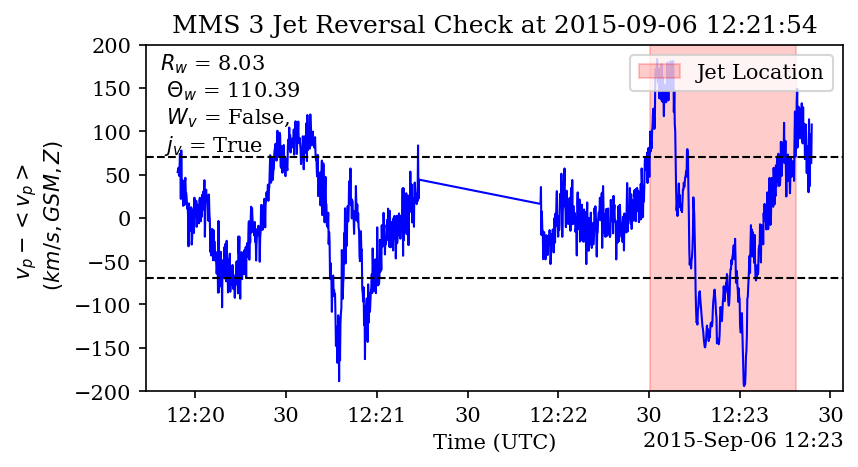 MMS 3 Jet Reversal Check at 2015-09-06 12:21:54
200
150
100
50
0
−50
−100
−150
−200
v_p − < v_p >
(km/s, GSM, Z)
R_w = 8.03
Θ_w = 110.39
W_v = False,
j_v = True
Jet Location
12:20 30 12:21 30 12:22 30 12:23 30
Time (UTC)
2015-Sep-06 12:23